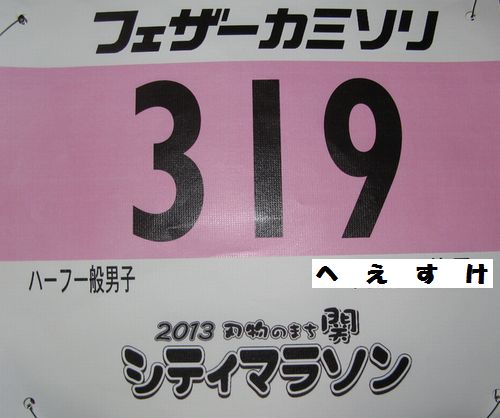 フェザーカミソリ
319
ハーフ一般男子
へえすけ
2013 刃物のまち関
シティマラソン